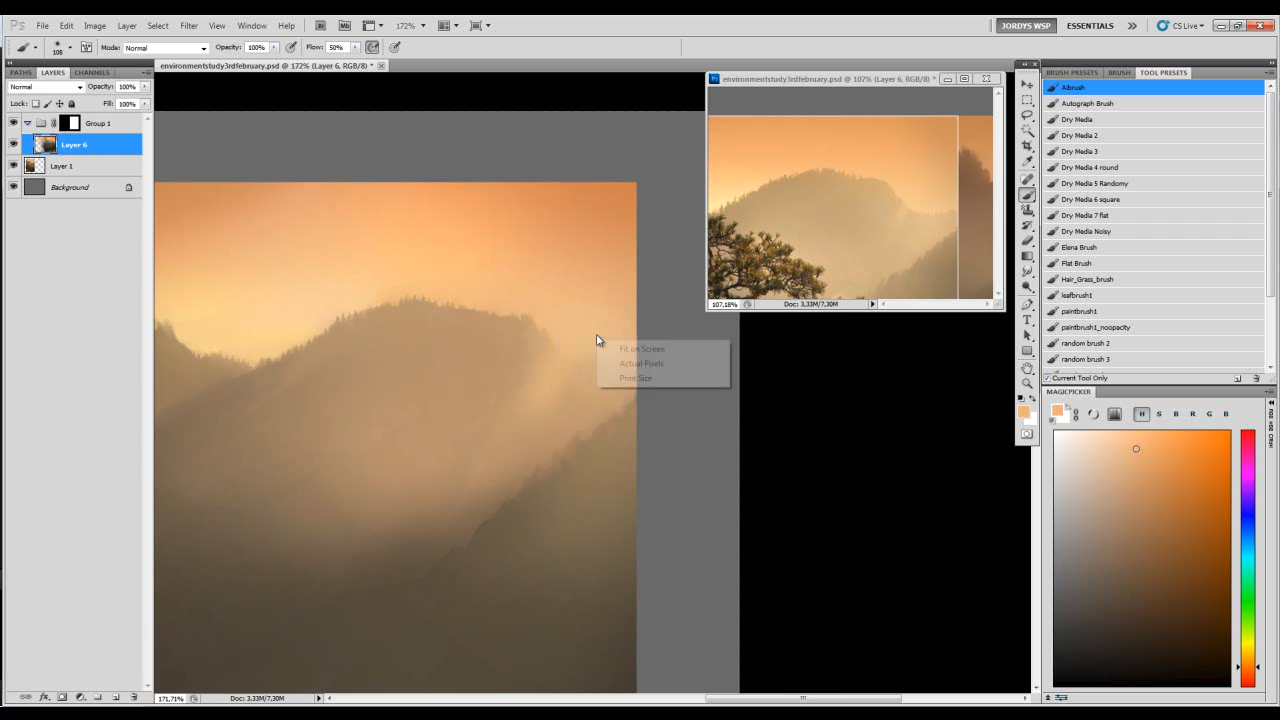 Ps File Edit Image Layer Select Filter View Window Help Br Mb 172% JORDYS WSP ESSENTIALS CS Live
108 Mode: Normal Opacity: 100% Flow: 50%
PATHS LAYERS CHANNELS
Normal Opacity: 100%
Lock: Fill: 100%
Group 1
Layer 6
Layer 1
Background
environmentstudy3rdfebruary.psd @ 172% (Layer 6, RGB/8) *
environmentstudy3rdfebruary.psd @ 107% (Layer 6, RGB/8) *
107,18% Doc: 3,33M/7,30M
Fit on Screen
Actual Pixels
Print Size
171,71% Doc: 3,33M/7,30M
BRUSH PRESETS BRUSH TOOL PRESETS
Aibrush
Autograph Brush
Dry Media
Dry Media 2
Dry Media 3
Dry Media 4 round
Dry Media 5 Randomy
Dry Media 6 square
Dry Media 7 flat
Dry Media Noisy
Elena Brush
Flat Brush
Hair_Grass_brush
leafbrush1
paintbrush1
paintbrush1_noopacity
random brush 2
random brush 3
Current Tool Only
MAGICPICKER
H S B R G B